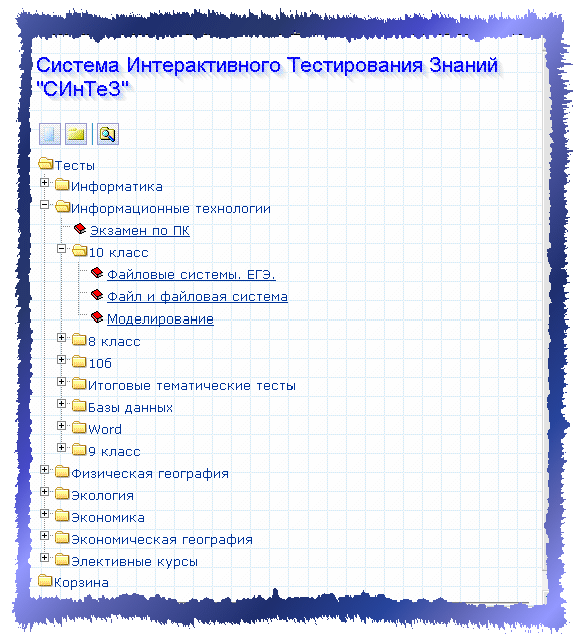 Система Интерактивного Тестирования Знаний
"СИнТеЗ"
Тесты
Информатика
Информационные технологии
Экзамен по ПК
10 класс
Файловые системы. ЕГЭ.
Файл и файловая система
Моделирование
8 класс
10б
Итоговые тематические тесты
Базы данных
Word
9 класс
Физическая география
Экология
Экономика
Экономическая география
Элективные курсы
Корзина